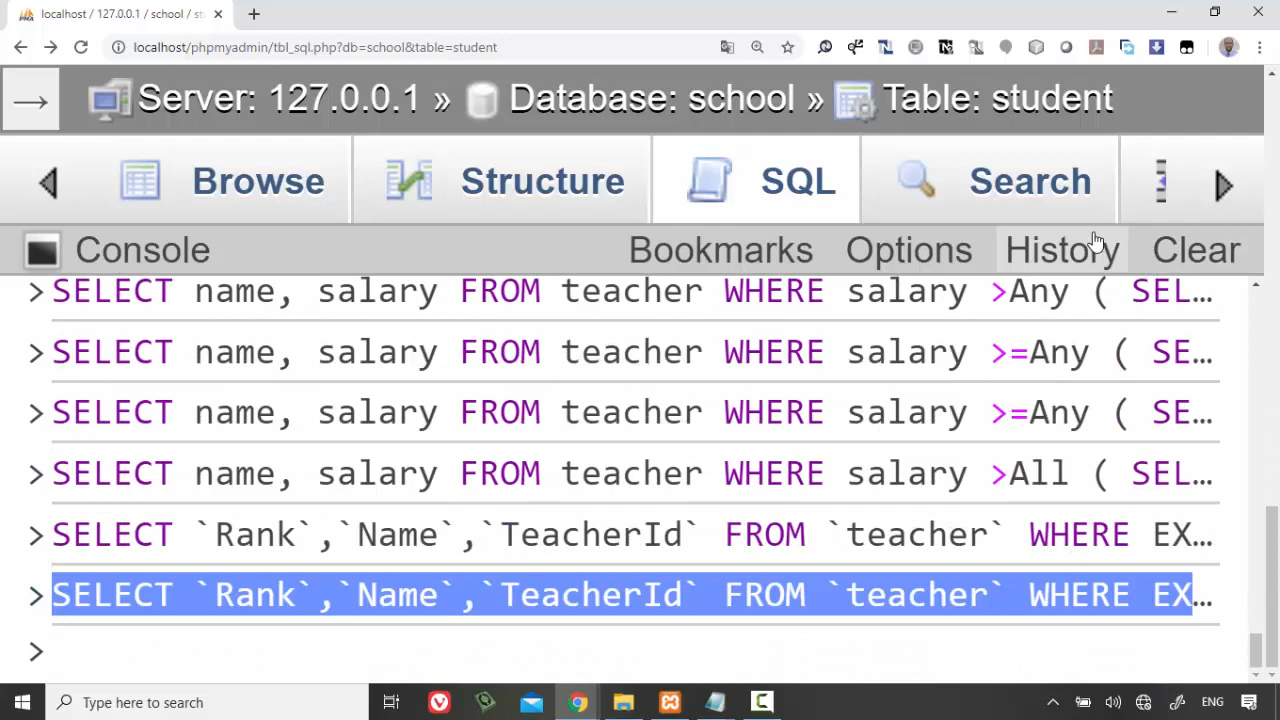 localhost / 127.0.0.1 / school / st
localhost/phpmyadmin/tbl_sql.php?db=school&table=student
Server: 127.0.0.1 » Database: school » Table: student
Browse Structure SQL Search
Console Bookmarks Options History Clear
>SELECT name, salary FROM teacher WHERE salary >Any ( SEL…
>SELECT name, salary FROM teacher WHERE salary >=Any ( SE…
>SELECT name, salary FROM teacher WHERE salary >=Any ( SE…
>SELECT name, salary FROM teacher WHERE salary >All ( SEL…
>SELECT `Rank`,`Name`,`TeacherId` FROM `teacher` WHERE EX…
>SELECT `Rank`,`Name`,`TeacherId` FROM `teacher` WHERE EX…
>
Type here to search ENG